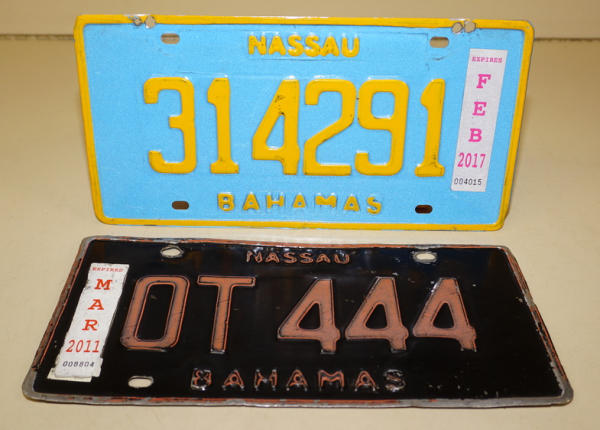 NASSAU
314291
BAHAMAS
EXPIRES
FEB
2017
004015
NASSAU
OT 444
BAHAMAS
EXPIRES
MAR
2011
008804